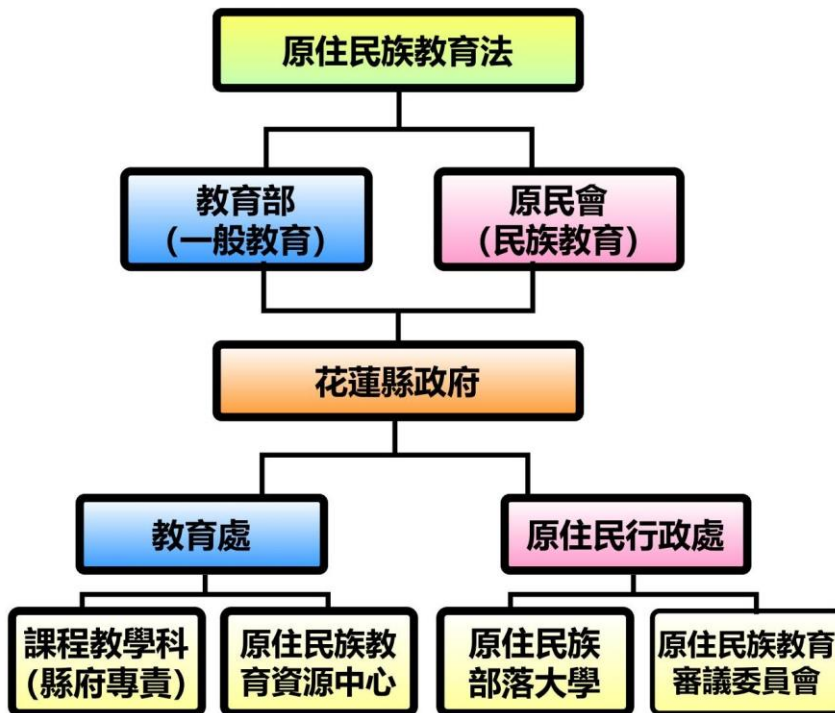 原住民族教育法
教育部
(一般教育)
原民會
(民族教育)
花蓮縣政府
教育處
原住民行政處
課程教學科
(縣府專責)
原住民族教
育資源中心
原住民族
部落大學
原住民族教育
審議委員會